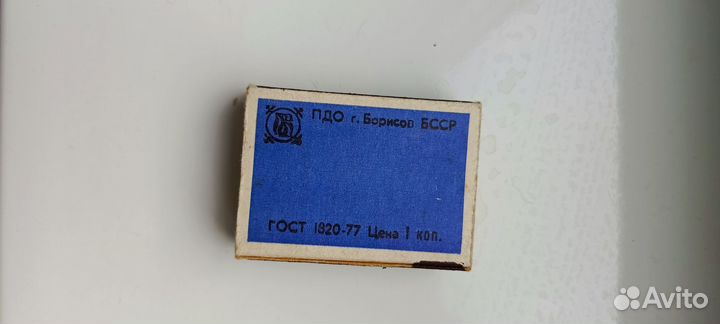 ПДО г. Борисов БССР
ГОСТ 1820-77 Цена 1 коп.
Avito